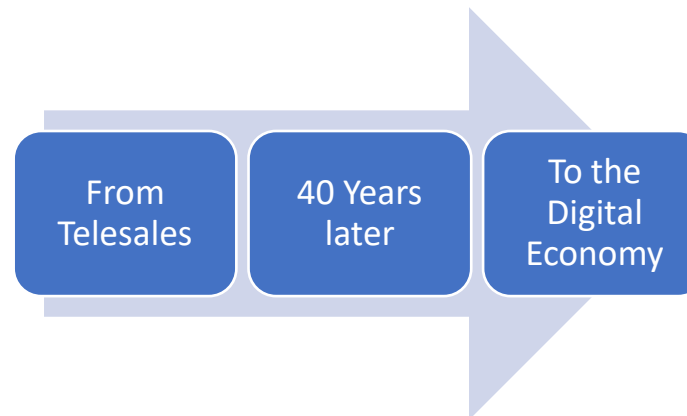 From
Telesales
40 Years
later
To the
Digital
Economy